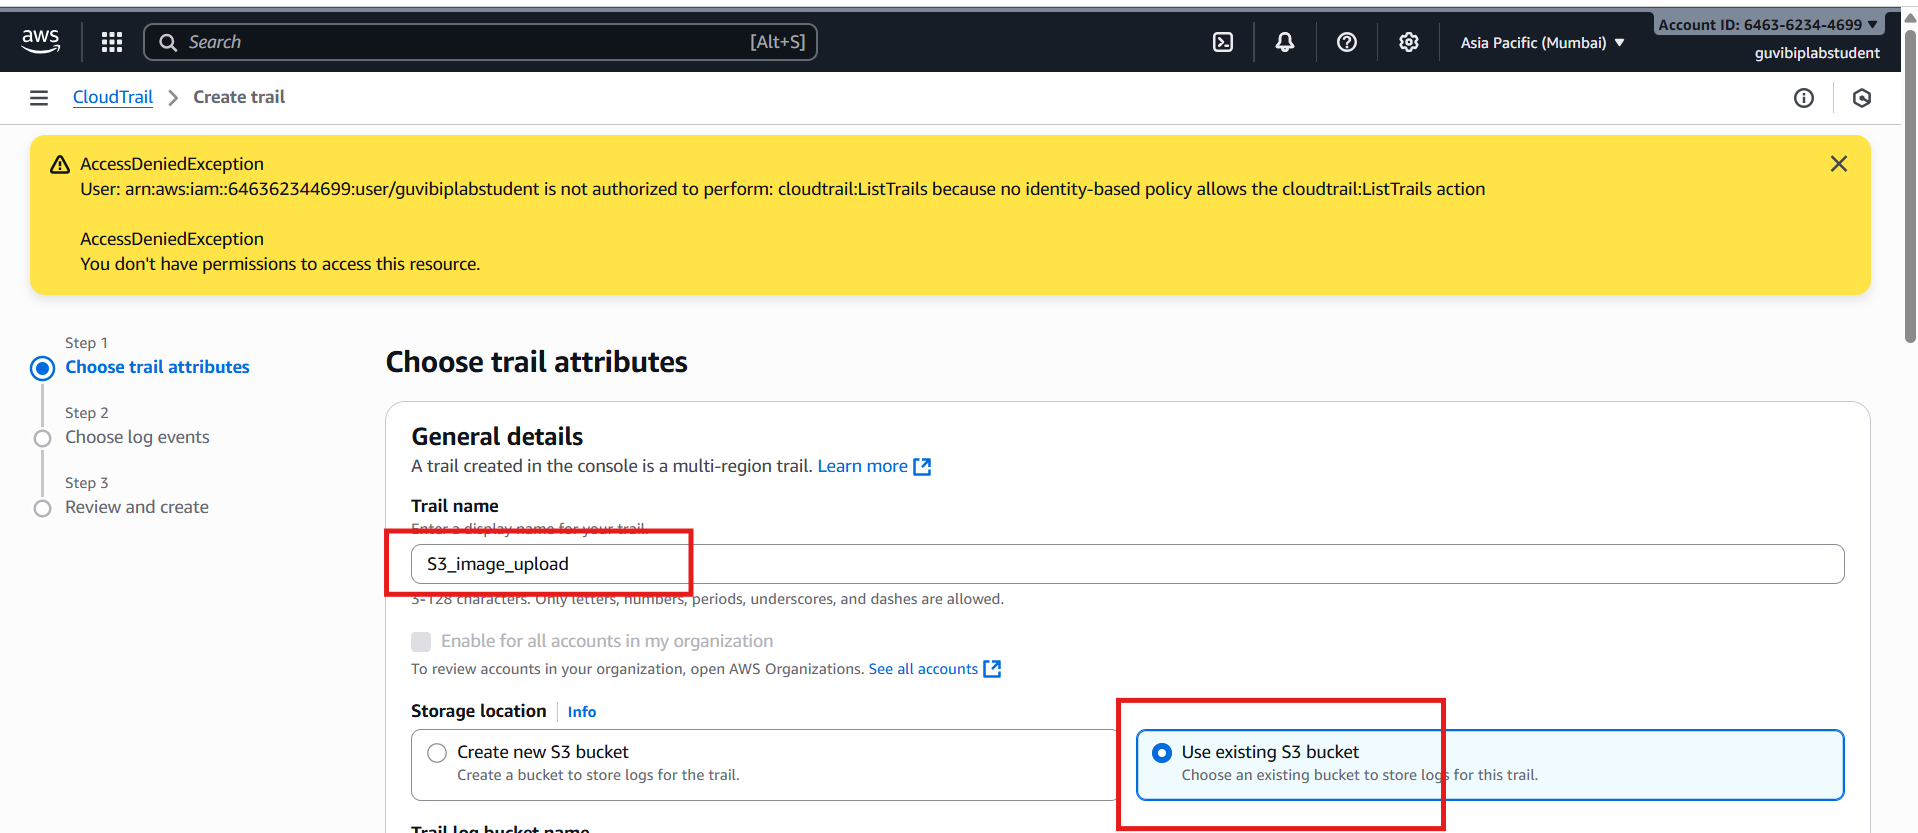 aws
Search [Alt+S]
Asia Pacific (Mumbai)
Account ID: 6463-6234-4699
guvibiplabstudent
CloudTrail > Create trail
AccessDeniedException
User: arn:aws:iam::646362344699:user/guvibiplabstudent is not authorized to perform: cloudtrail:ListTrails because no identity-based policy allows the cloudtrail:ListTrails action
AccessDeniedException
You don't have permissions to access this resource.
Step 1
Choose trail attributes
Step 2
Choose log events
Step 3
Review and create
Choose trail attributes
General details
A trail created in the console is a multi-region trail. Learn more
Trail name
Enter a display name for your trail.
S3_image_upload
3-128 characters. Only letters, numbers, periods, underscores, and dashes are allowed.
Enable for all accounts in my organization
To review accounts in your organization, open AWS Organizations. See all accounts
Storage location Info
Create new S3 bucket
Create a bucket to store logs for the trail.
Use existing S3 bucket
Choose an existing bucket to store logs for this trail.
Trail log bucket name